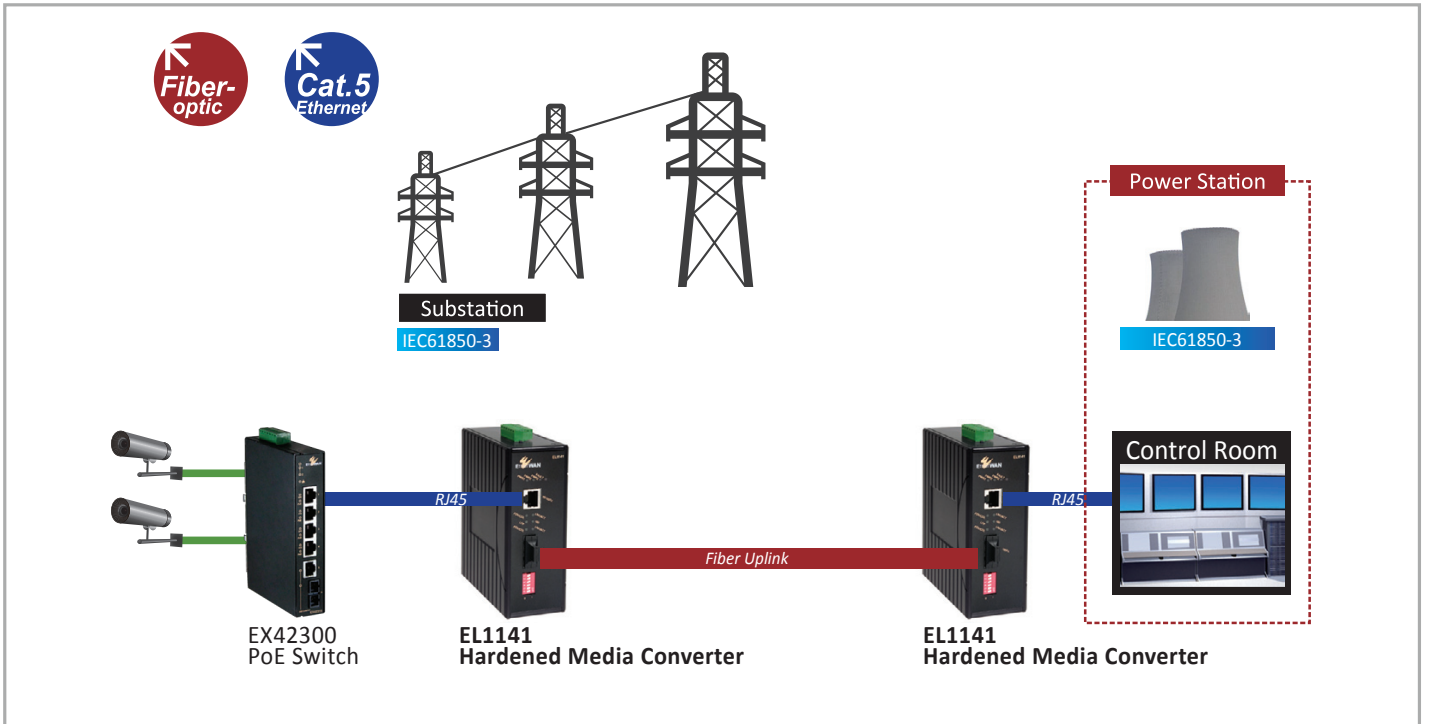 Fiber-
optic
Cat.5
Ethernet
Power Station
Substation
IEC61850-3
IEC61850-3
Control Room
RJ45
RJ45
Fiber Uplink
EX42300
PoE Switch
EL1141
Hardened Media Converter
EL1141
Hardened Media Converter